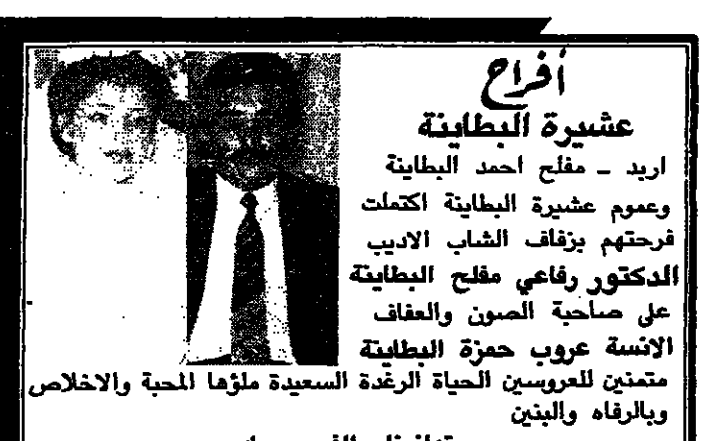 أفراح
عشيرة البطاينة
اربد - مفلح احمد البطاينة
وعموم عشيرة البطاينة اكتملت
فرحتهم بزفاف الشاب الاديب
الدكتور رفاعي مفلح البطاينة
على صاحبة الصون والعفاف
الانسة عروب حمزة البطاينة
متمنين للعروسين الحياة الرغدة السعيدة ملؤها المحبة والاخلاص
وبالرفاه والبنين